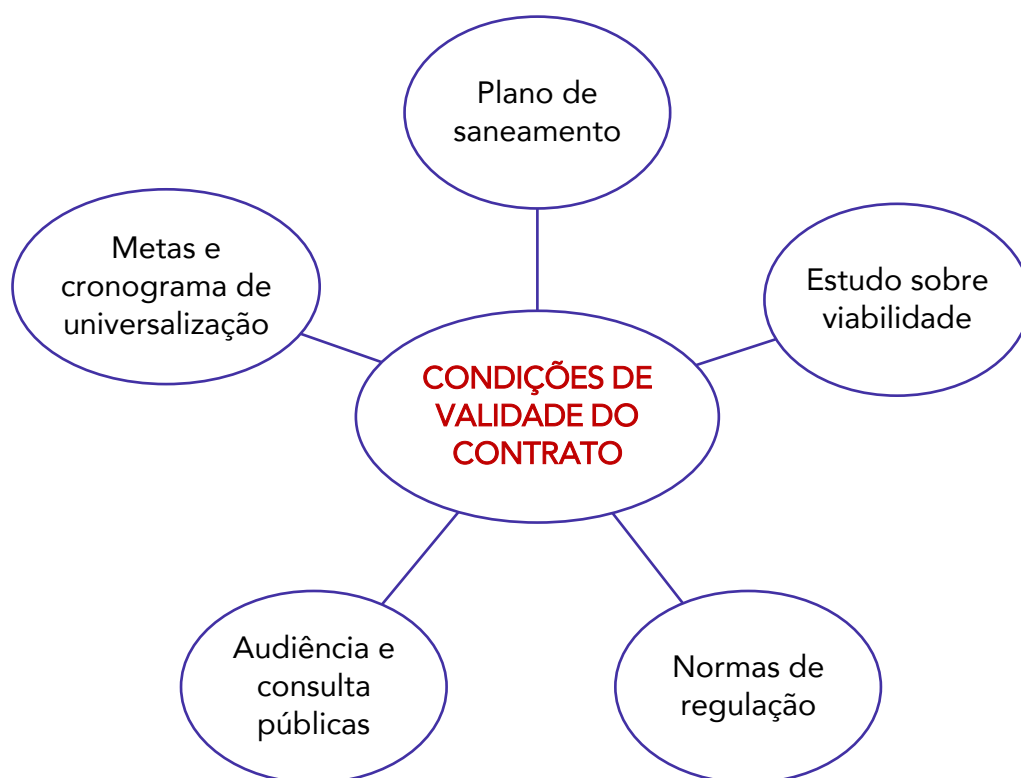 Plano de
saneamento
Metas e
cronograma de
universalização
Estudo sobre
viabilidade
CONDIÇÕES DE
VALIDADE DO
CONTRATO
Audiência e
consulta
públicas
Normas de
regulação